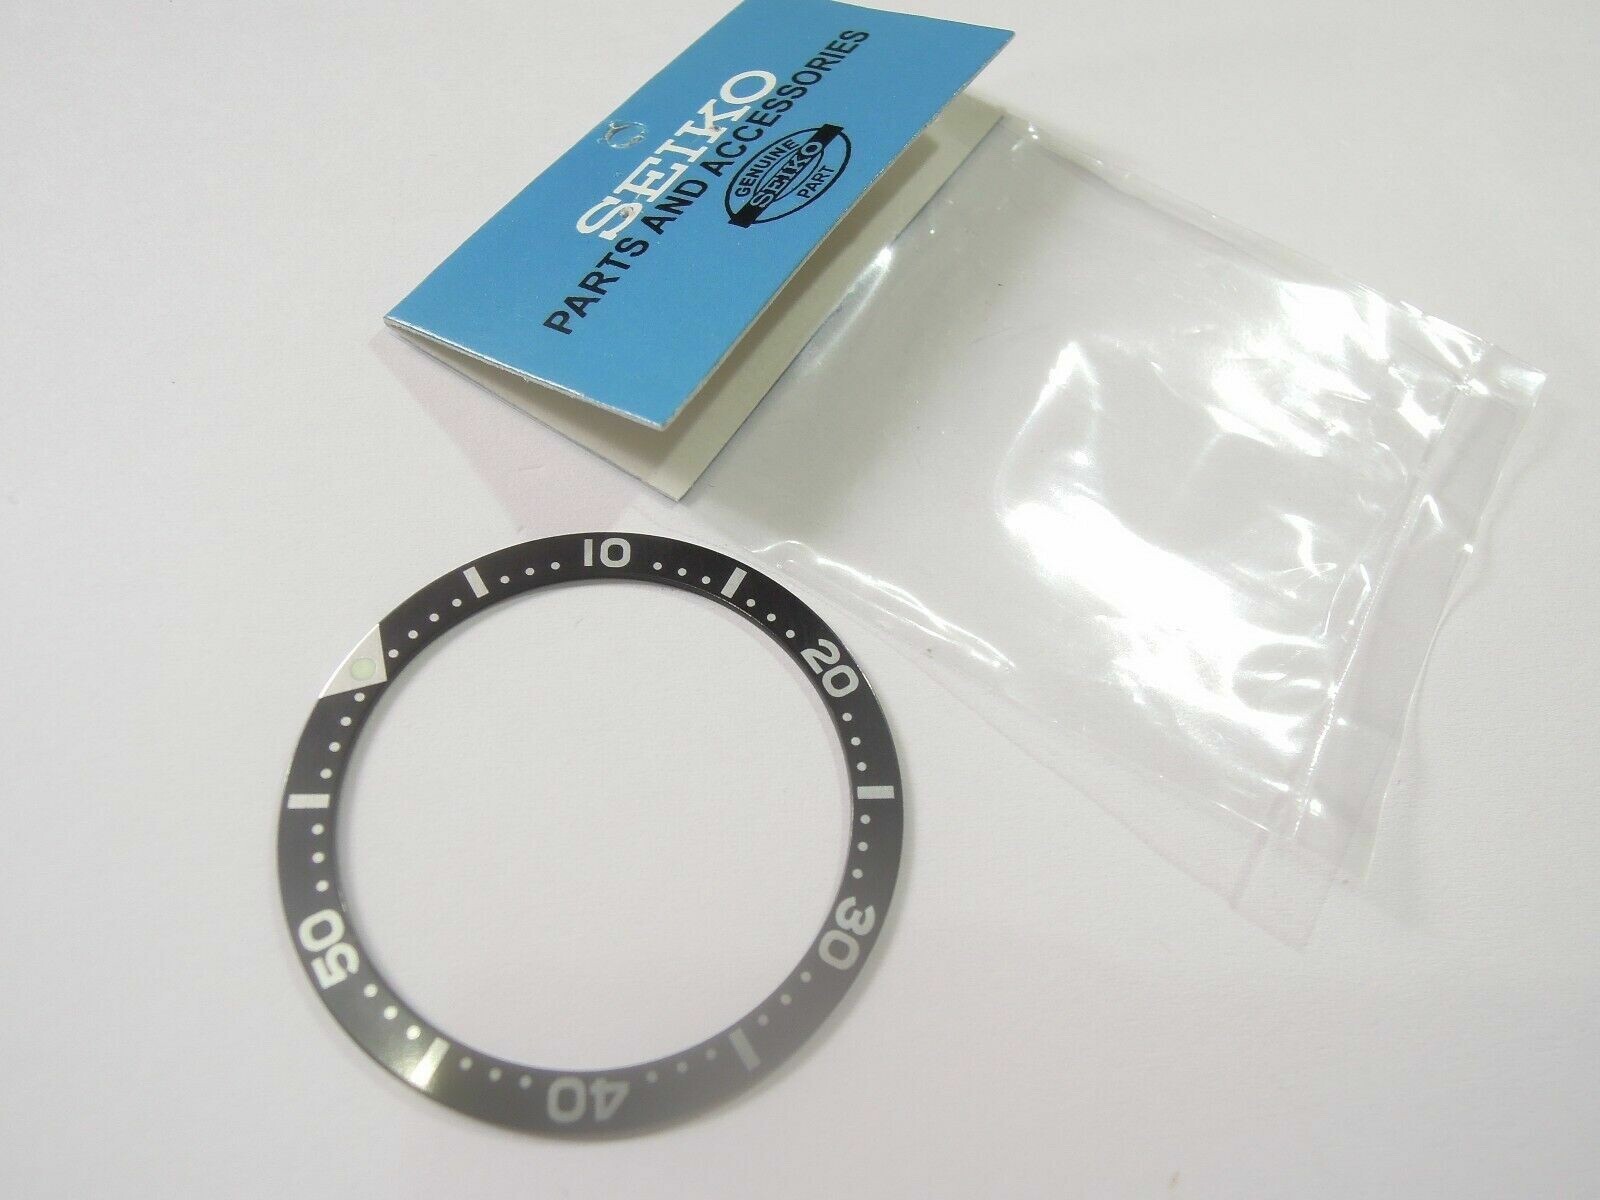 SEIKO
PARTS AND ACCESSORIES
GENUINE
SEIKO
PART
10
20
30
40
50